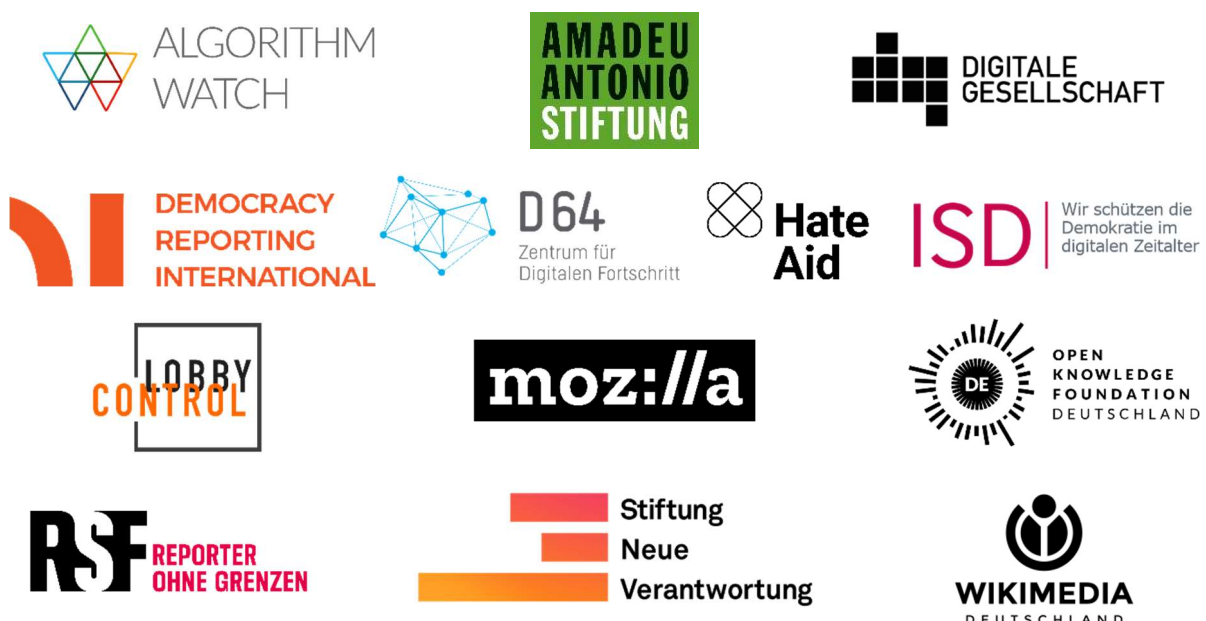 ALGORITHM
WATCH
AMADEU
ANTONIO
STIFTUNG
DIGITALE
GESELLSCHAFT
DEMOCRACY
REPORTING
INTERNATIONAL
D64
Zentrum für
Digitalen Fortschritt
Hate
Aid
ISD
Wir schützen die
Demokratie im
digitalen Zeitalter
LOBBY
CONTROL
moz://a
DE
OPEN
KNOWLEDGE
FOUNDATION
DEUTSCHLAND
RSF
REPORTER
OHNE GRENZEN
Stiftung
Neue
Verantwortung
WIKIMEDIA
DEUTSCHLAND